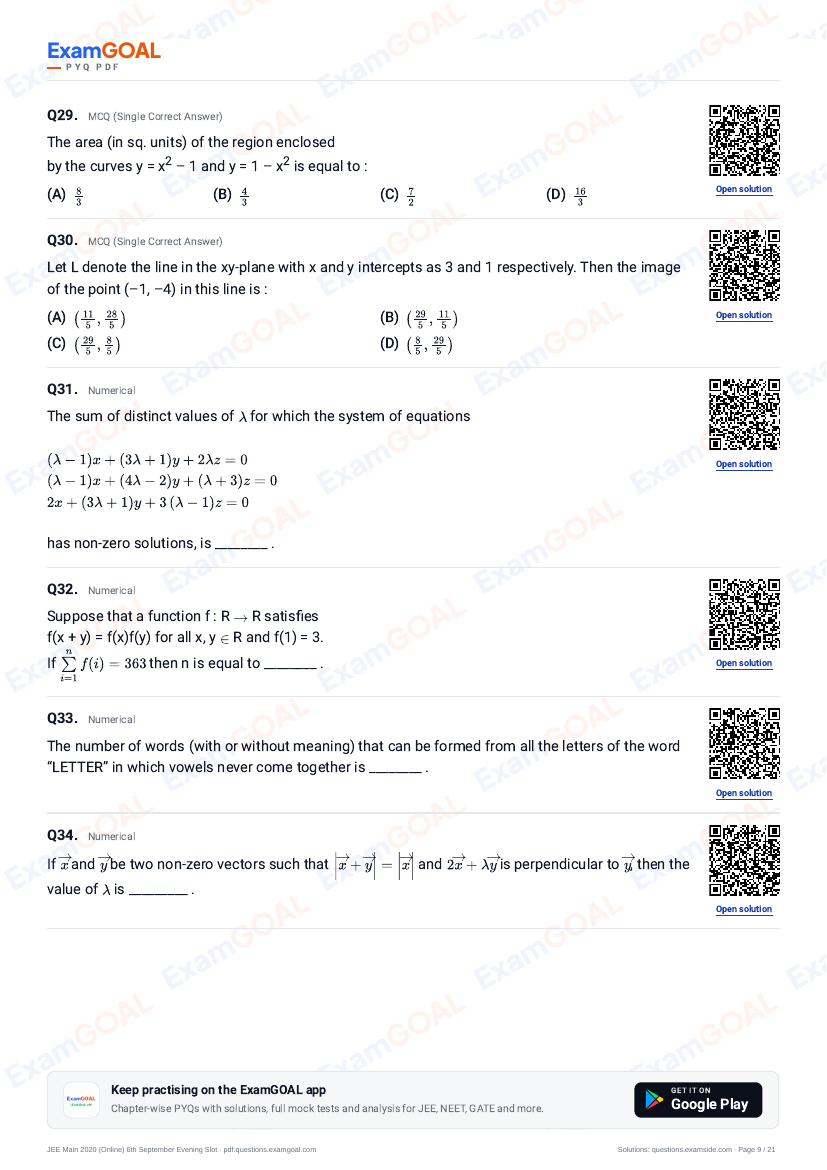 ExamGOAL
PYQ PDF
Q29. MCQ (Single Correct Answer)
The area (in sq. units) of the region enclosed
by the curves y = x² − 1 and y = 1 − x² is equal to :
(A) 8/3 (B) 4/3 (C) 7/2 (D) 16/3
Open solution
Q30. MCQ (Single Correct Answer)
Let L denote the line in the xy-plane with x and y intercepts as 3 and 1 respectively. Then the image
of the point (−1, −4) in this line is :
(A) (11/5, 28/5) (B) (29/5, 11/5)
(C) (29/5, 8/5) (D) (8/5, 29/5)
Open solution
Q31. Numerical
The sum of distinct values of λ for which the system of equations
(λ − 1)x + (3λ + 1)y + 2λz = 0
(λ − 1)x + (4λ − 2)y + (λ + 3)z = 0
2x + (3λ + 1)y + 3 (λ − 1)z = 0
has non-zero solutions, is ________ .
Open solution
Q32. Numerical
Suppose that a function f : R → R satisfies
f(x + y) = f(x)f(y) for all x, y ∈ R and f(1) = 3.
If ∑_{i=1}^{n} f(i) = 363 then n is equal to ________ .
Open solution
Q33. Numerical
The number of words (with or without meaning) that can be formed from all the letters of the word
“LETTER” in which vowels never come together is ________ .
Open solution
Q34. Numerical
If x⃗ and y⃗ be two non-zero vectors such that |x⃗ + y⃗| = |x⃗| and 2x⃗ + λy⃗ is perpendicular to y⃗ then the
value of λ is _________ .
Open solution
Keep practising on the ExamGOAL app
Chapter-wise PYQs with solutions, full mock tests and analysis for JEE, NEET, GATE and more.
GET IT ON
Google Play
JEE Main 2020 (Online) 6th September Evening Slot · pdf.questions.examgoal.com
Solutions: questions.examside.com · Page 9 / 21